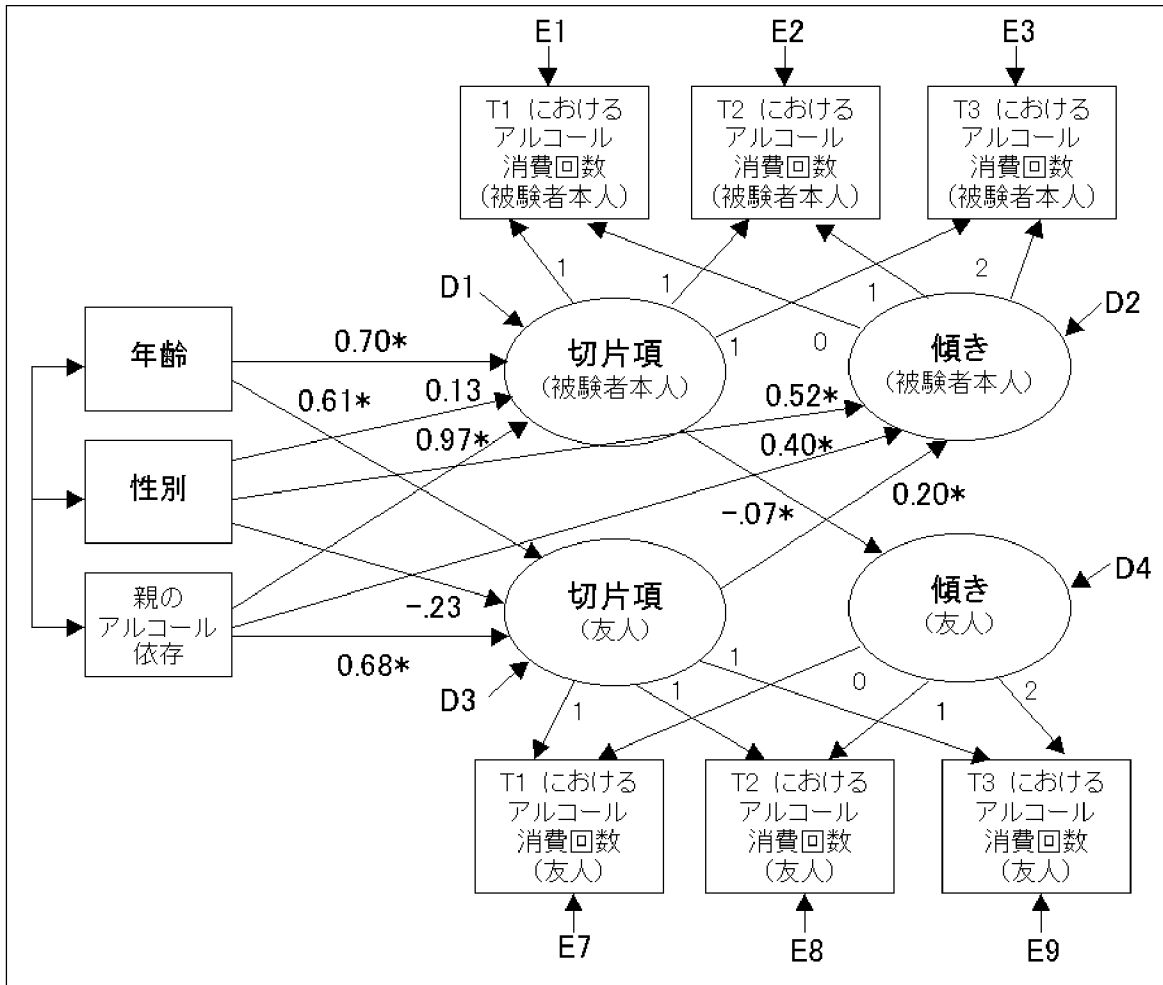 E1
E2
E3
T1 における
アルコール
消費回数
(被験者本人)
T2 における
アルコール
消費回数
(被験者本人)
T3 における
アルコール
消費回数
(被験者本人)
1
1
1
0
1
2
D1
D2
年齢
性別
親の
アルコール
依存
0.70*
0.61*
0.13
0.97*
切片項
(被験者本人)
傾き
(被験者本人)
0.52*
0.40*
-.07*
0.20*
-.23
0.68*
切片項
(友人)
傾き
(友人)
D3
D4
1
1
1
0
1
2
T1 における
アルコール
消費回数
(友人)
T2 における
アルコール
消費回数
(友人)
T3 における
アルコール
消費回数
(友人)
E7
E8
E9